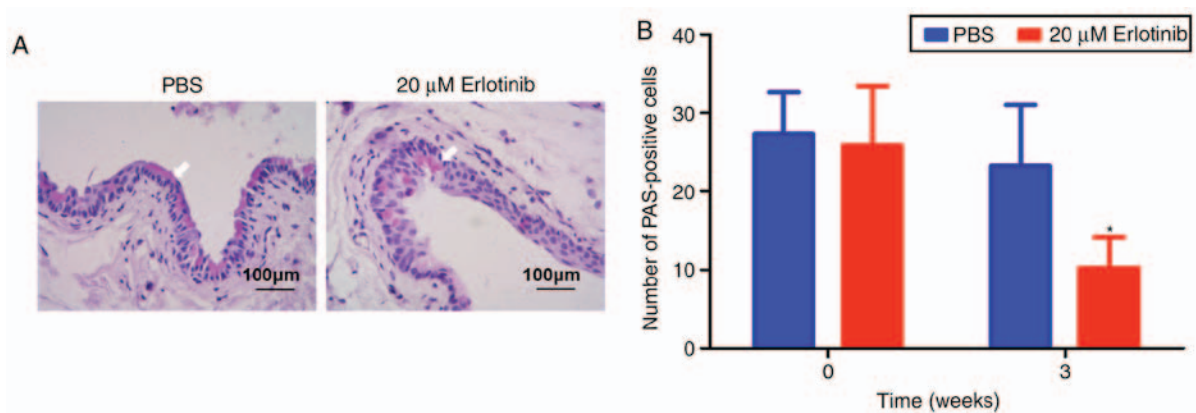 A
PBS
20 μM Erlotinib
100μm
100μm
B
PBS
20 μM Erlotinib
Number of PAS-positive cells
40
30
20
10
0
*
0
3
Time (weeks)